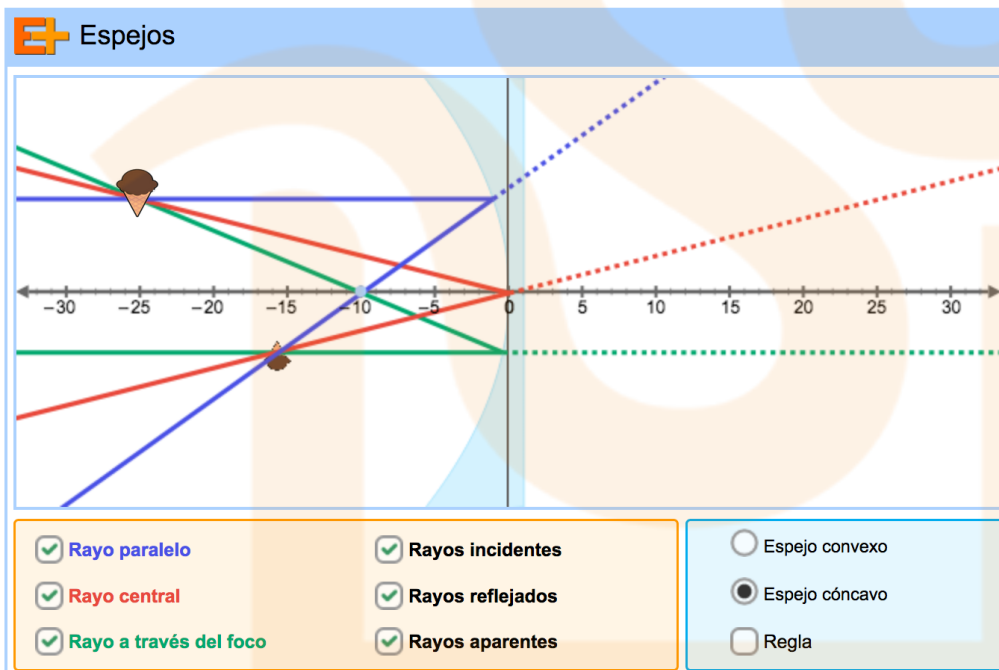 E+ Espejos
−30 −25 −20 −15 −10 −5 0 5 10 15 20 25 30
Rayo paralelo
Rayos incidentes
Espejo convexo
Rayo central
Rayos reflejados
Espejo cóncavo
Rayo a través del foco
Rayos aparentes
Regla